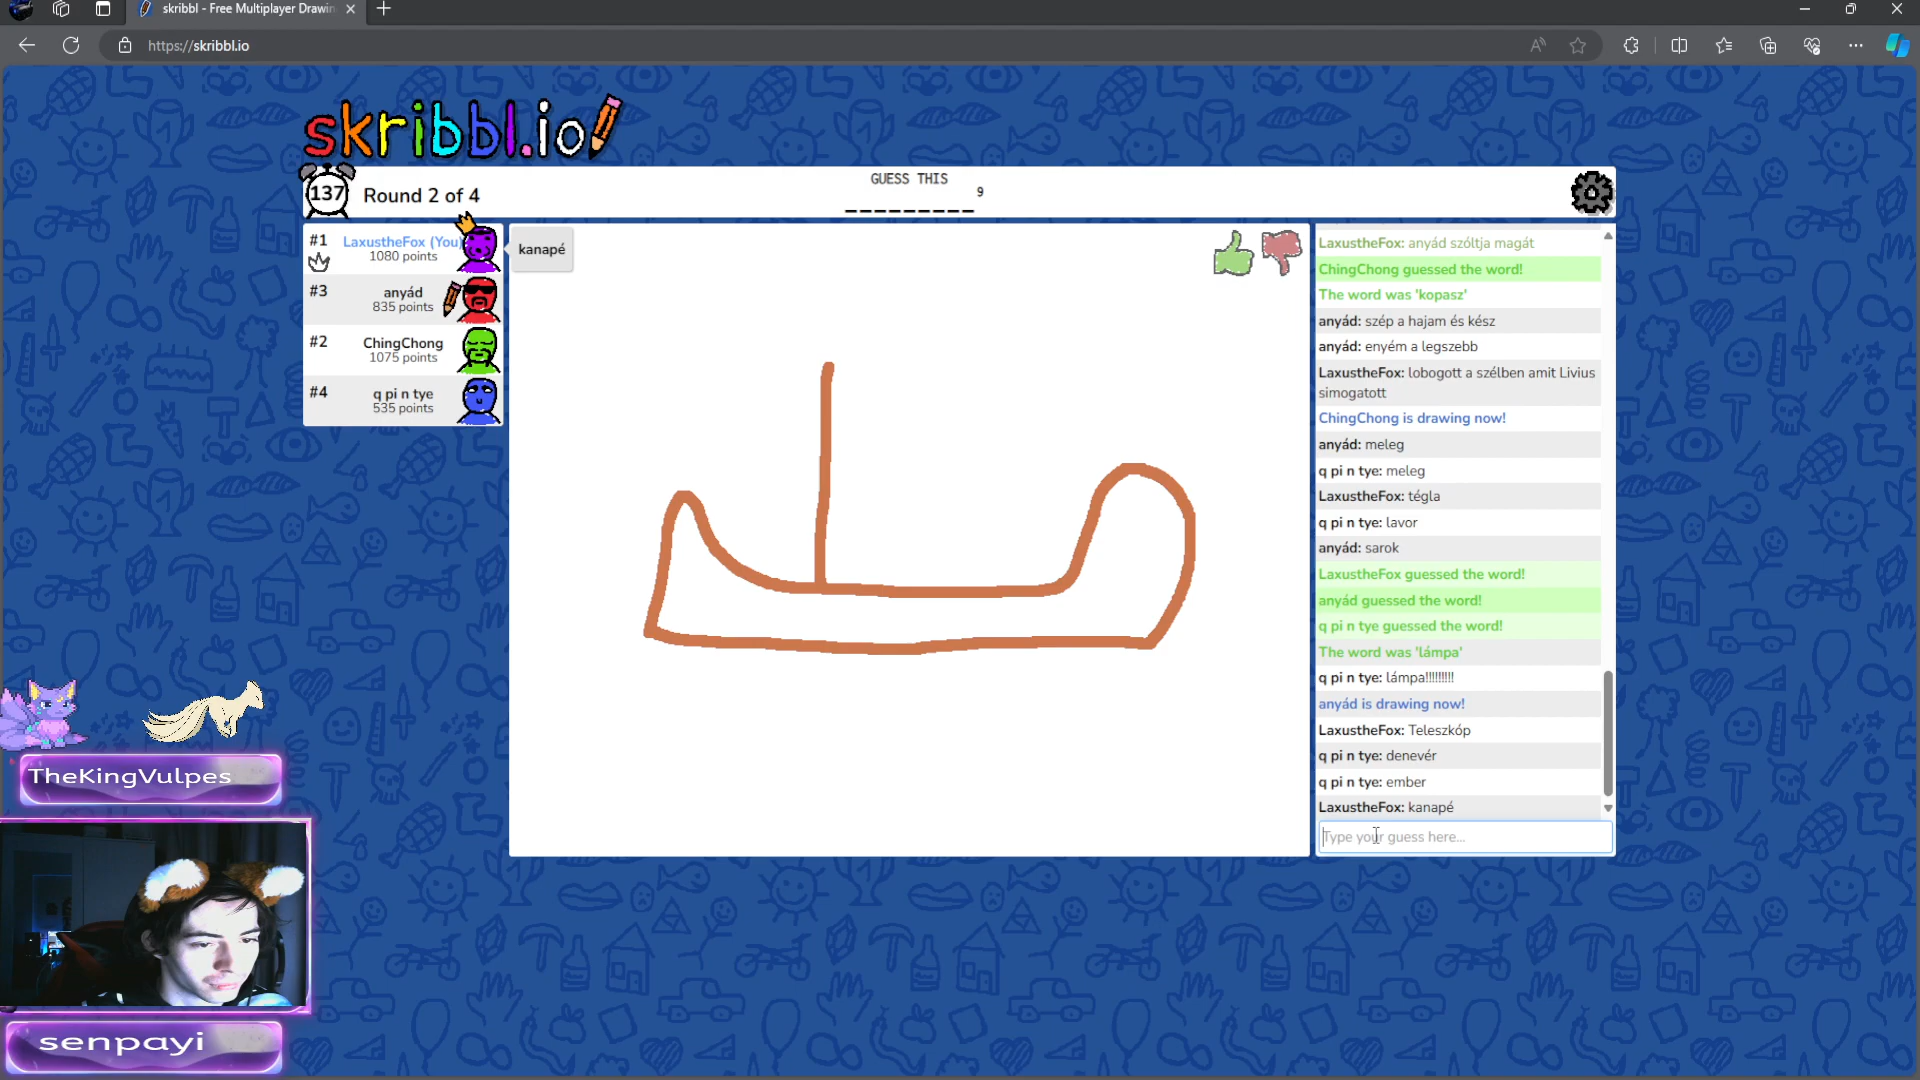 skribbl - Free Multiplayer Drawin
https://skribbl.io
skribbl.io
137
Round 2 of 4
GUESS THIS
_________ 9
#1 LaxustheFox (You)
1080 points
#3 anyád
835 points
#2 ChingChong
1075 points
#4 q pi n tye
535 points
kanapé
LaxustheFox: anyád szóltja magát
ChingChong guessed the word!
The word was 'kopasz'
anyád: szép a hajam és kész
anyád: enyém a legszebb
LaxustheFox: lobogott a szélben amit Livius
simogatott
ChingChong is drawing now!
anyád: meleg
q pi n tye: meleg
LaxustheFox: tégla
q pi n tye: lavor
anyád: sarok
LaxustheFox guessed the word!
anyád guessed the word!
q pi n tye guessed the word!
The word was 'lámpa'
q pi n tye: lámpa!!!!!!!!!
anyád is drawing now!
LaxustheFox: Teleszkóp
q pi n tye: denevér
q pi n tye: ember
LaxustheFox: kanapé
Type your guess here...
TheKingVulpes
senpayi